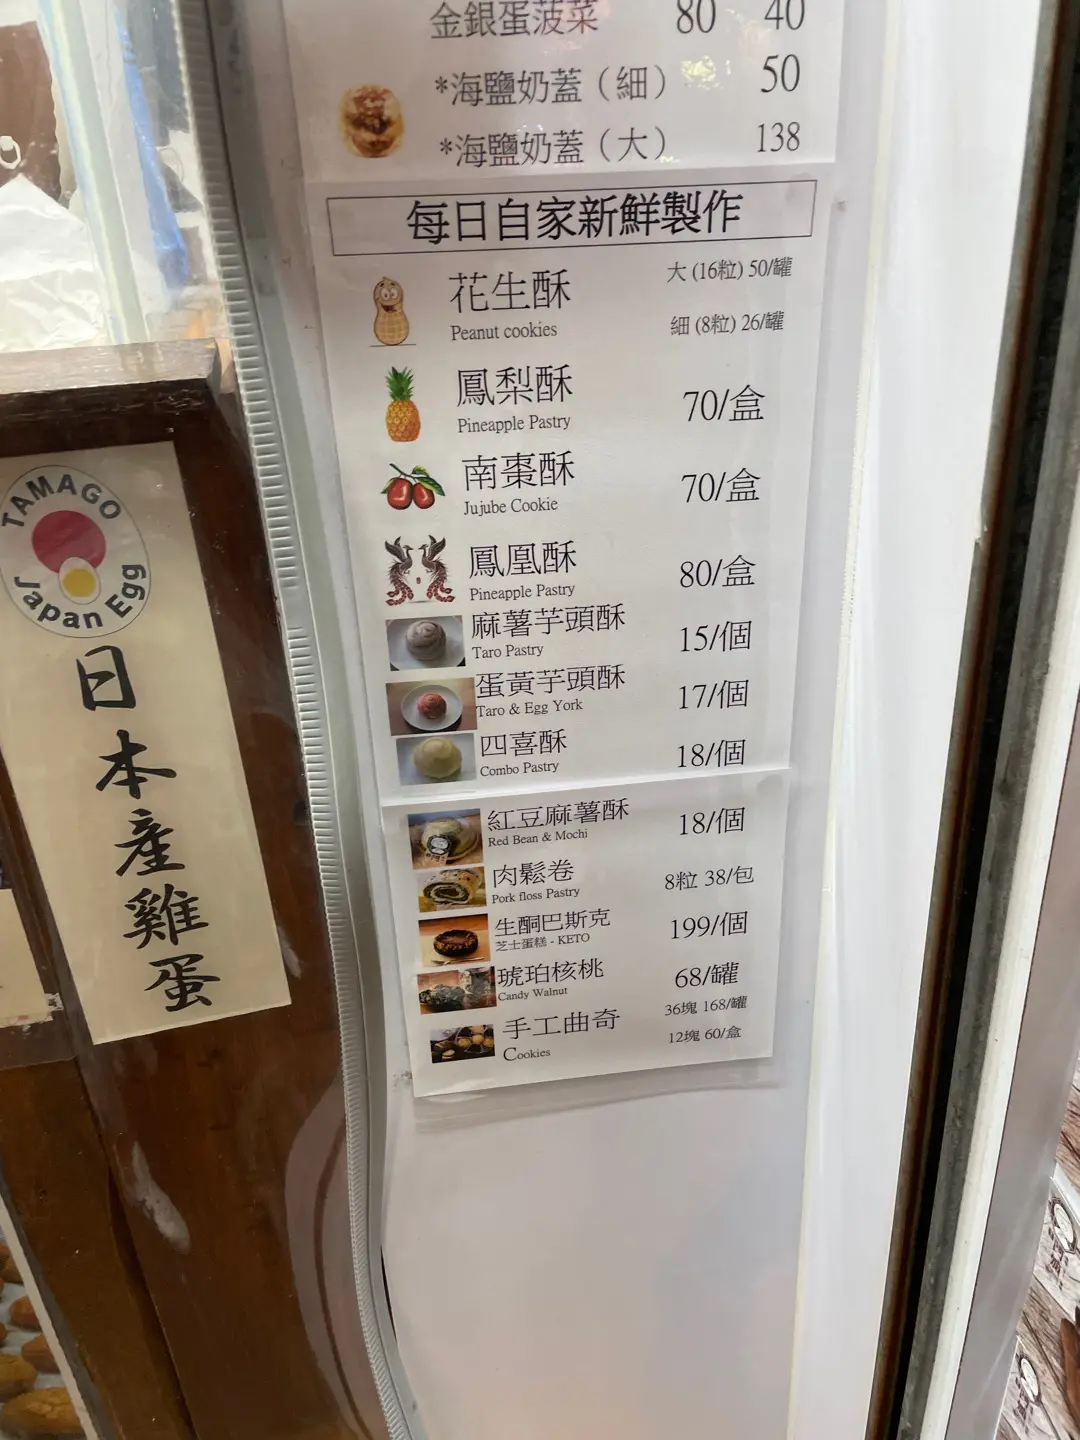 金銀蛋菠菜 80 40
*海鹽奶蓋（細） 50
*海鹽奶蓋（大） 138
每日自家新鮮製作
花生酥 大 (16粒) 50/罐
Peanut cookies 細 (8粒) 26/罐
鳳梨酥 70/盒
Pineapple Pastry
南棗酥 70/盒
Jujube Cookie
鳳凰酥 80/盒
Pineapple Pastry
麻薯芋頭酥 15/個
Taro Pastry
蛋黃芋頭酥 17/個
Taro & Egg York
四喜酥 18/個
Combo Pastry
紅豆麻薯酥 18/個
Red Bean & Mochi
肉鬆卷 8粒 38/包
Pork floss Pastry
生酮巴斯克 199/個
芝士蛋糕 - KETO
琥珀核桃 68/罐
Candy Walnut
手工曲奇 36塊 168/罐
Cookies 12塊 60/盒
TAMAGO
Japan Egg
日本產雞蛋